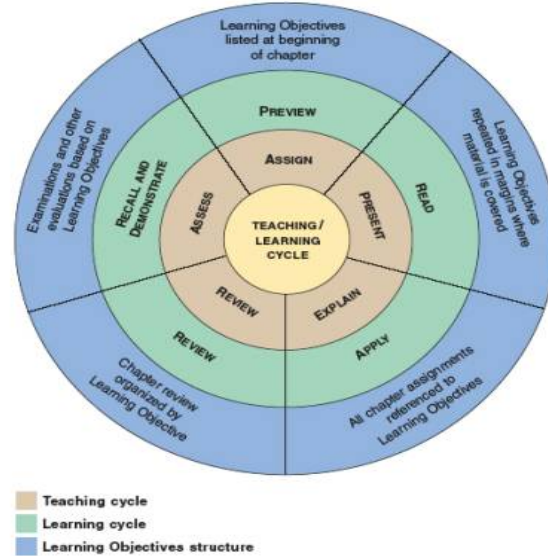 Learning Objectives
listed at beginning
of chapter
Learning Objectives
repeated in margins where
material is covered
All chapter assignments
referenced to
Learning Objectives
Chapter review
organized by
Learning Objective
Examinations and other
evaluations based on
Learning Objectives
PREVIEW
READ
APPLY
REVIEW
RECALL AND
DEMONSTRATE
ASSIGN
PRESENT
EXPLAIN
REVIEW
ASSESS
TEACHING/
LEARNING
CYCLE
Teaching cycle
Learning cycle
Learning Objectives structure